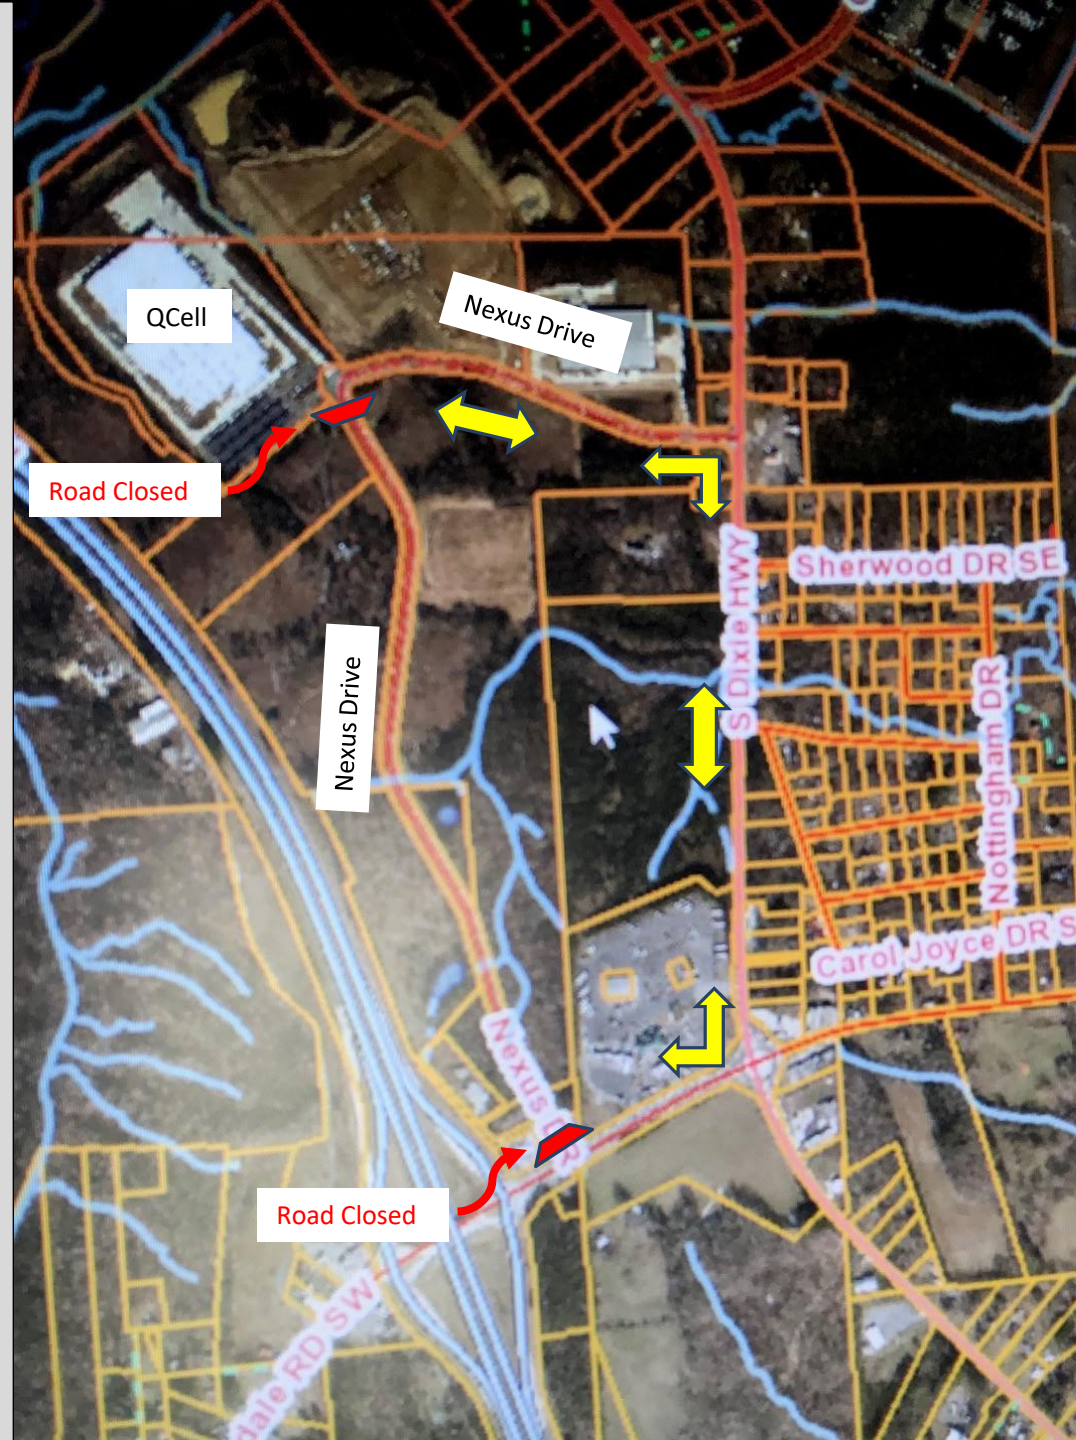 QCell
Nexus Drive
Road Closed
Sherwood DR SE
S Dixie HWY
Nexus Drive
Nottingham DR
Carol Joyce DR S
Nexus DR
Road Closed
dale RD SW